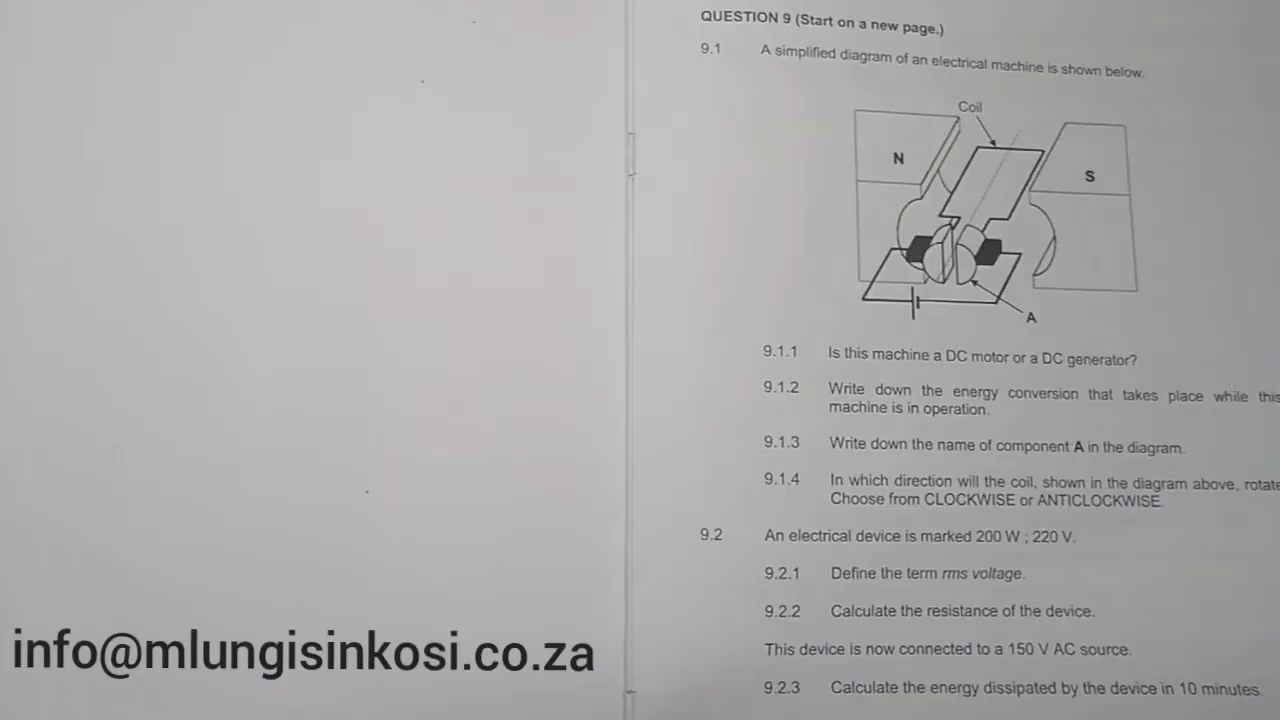 QUESTION 9 (Start on a new page.)
9.1 A simplified diagram of an electrical machine is shown below.
Coil
N
S
A
9.1.1 Is this machine a DC motor or a DC generator?
9.1.2 Write down the energy conversion that takes place while this
machine is in operation.
9.1.3 Write down the name of component A in the diagram.
9.1.4 In which direction will the coil, shown in the diagram above, rotate
Choose from CLOCKWISE or ANTICLOCKWISE.
9.2 An electrical device is marked 200 W ; 220 V.
9.2.1 Define the term rms voltage.
9.2.2 Calculate the resistance of the device.
This device is now connected to a 150 V AC source.
9.2.3 Calculate the energy dissipated by the device in 10 minutes.
info@mlungisinkosi.co.za